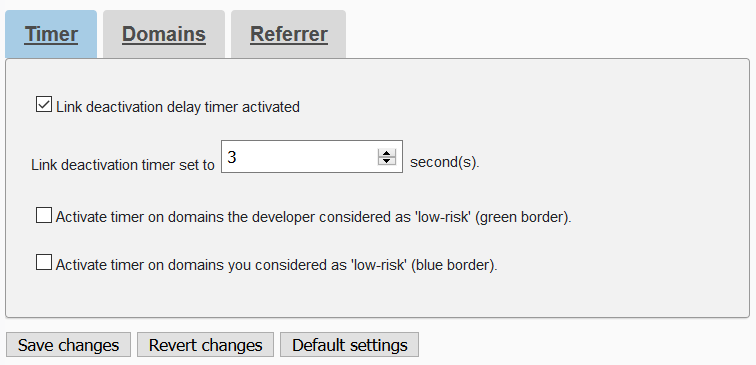 Timer Domains Referrer
Link deactivation delay timer activated
Link deactivation timer set to 3 second(s).
Activate timer on domains the developer considered as 'low-risk' (green border).
Activate timer on domains you considered as 'low-risk' (blue border).
Save changes Revert changes Default settings